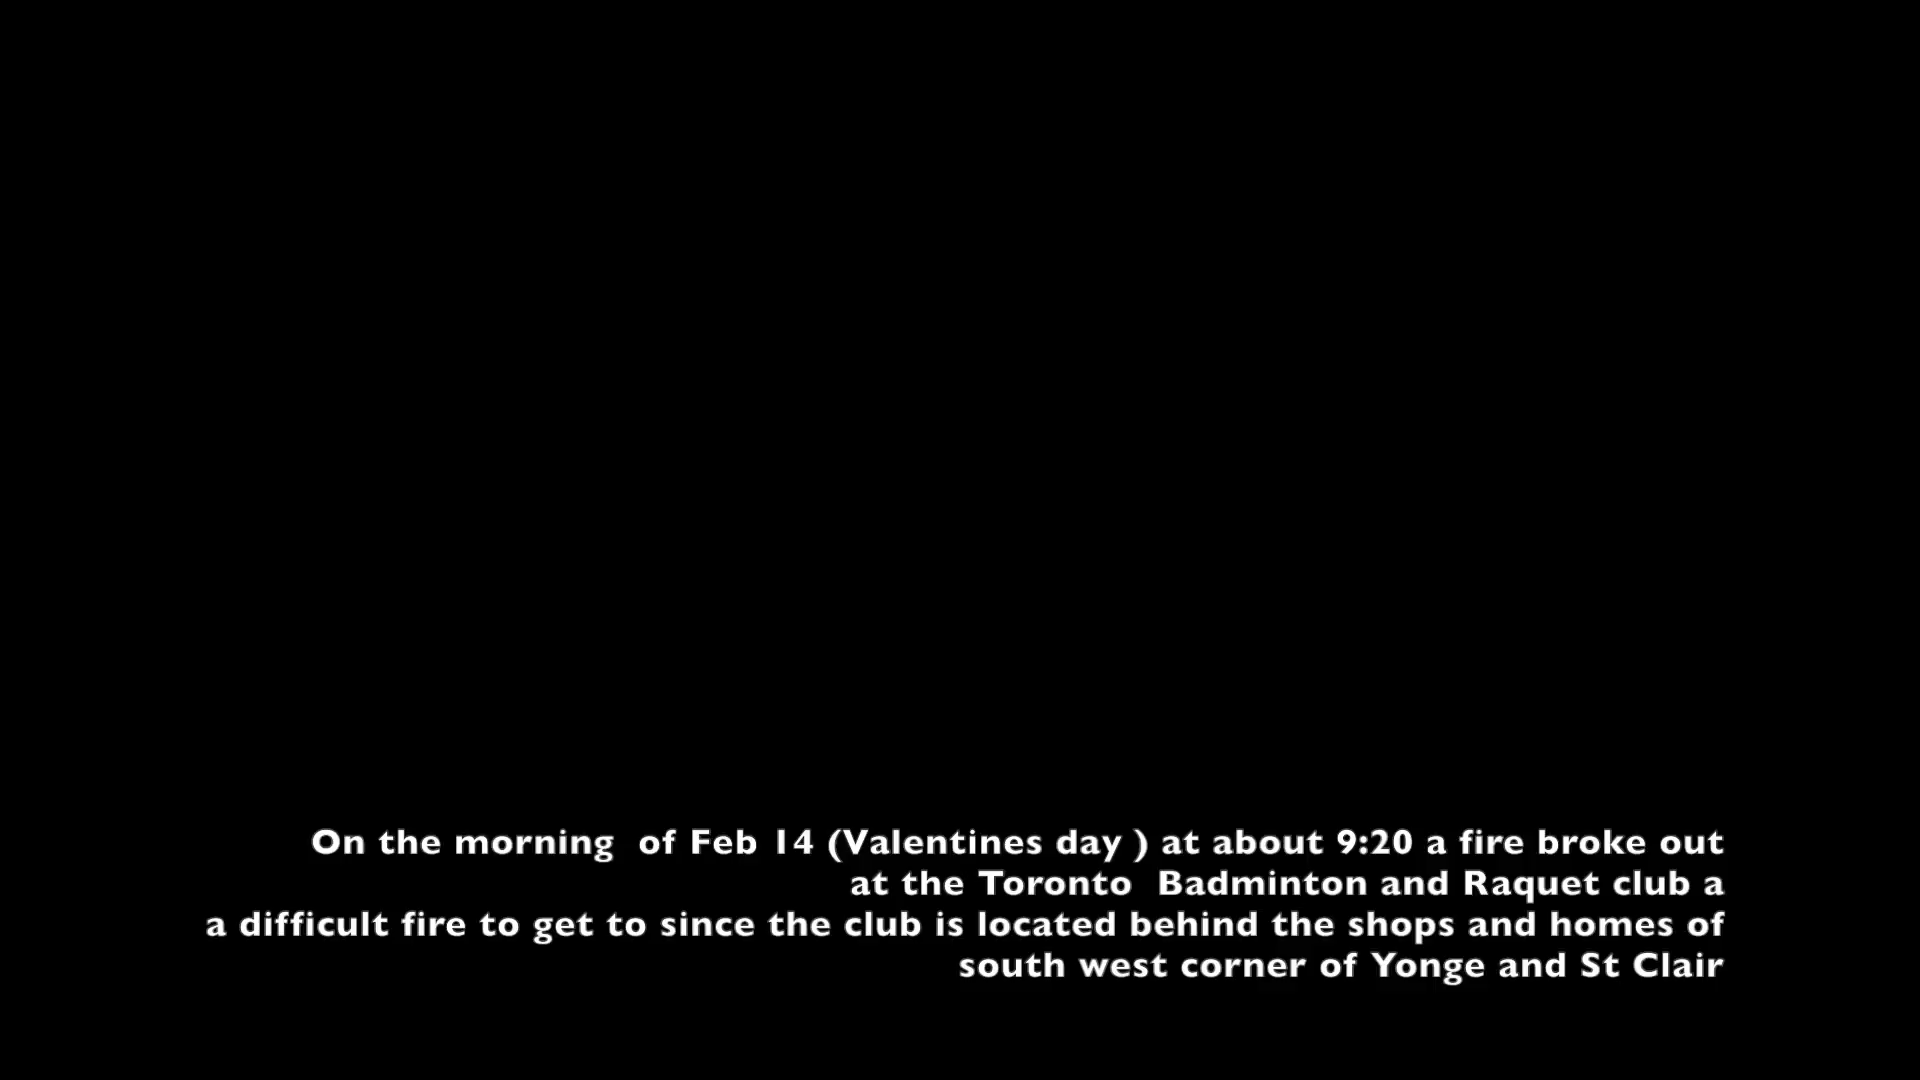 On the morning  of Feb 14 (Valentines day ) at about 9:20 a fire broke out
at the Toronto  Badminton and Raquet club a
a difficult fire to get to since the club is located behind the shops and homes of
south west corner of Yonge and St Clair